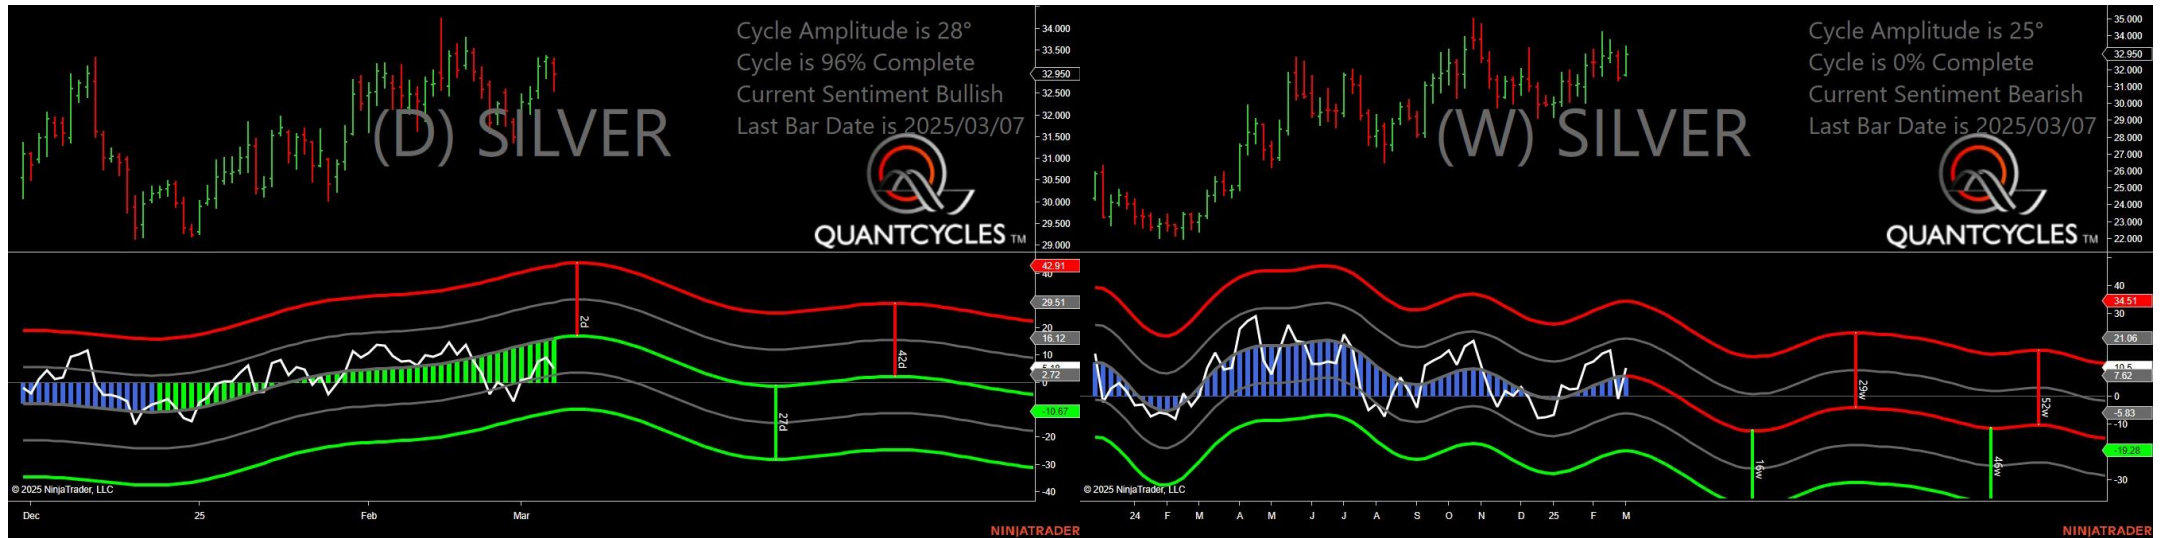 Cycle Amplitude is 28°
Cycle is 96% Complete
Current Sentiment Bullish
Last Bar Date is 2025/03/07
(D) SILVER
QUANTCYCLES TM
34.000
33.500
32.950
32.500
32.000
31.500
31.000
30.500
30.000
29.500
29.000
42.91
40
29.51
20
16.12
10
2.72
0
-10.67
-20
-30
-40
2d
27d
42d
© 2025 NinjaTrader, LLC
Dec 25 Feb Mar
NINJATRADER
Cycle Amplitude is 25°
Cycle is 0% Complete
Current Sentiment Bearish
Last Bar Date is 2025/03/07
(W) SILVER
QUANTCYCLES TM
35.000
34.000
32.950
32.000
31.000
30.000
29.000
28.000
27.000
26.000
25.000
24.000
23.000
22.000
40
34.51
30
21.06
10.5
7.62
0
-5.83
-10
-19.28
-30
29w
52w
16w
46w
© 2025 NinjaTrader, LLC
24 F M A M J J A S O N D 25 F M
NINJATRADER